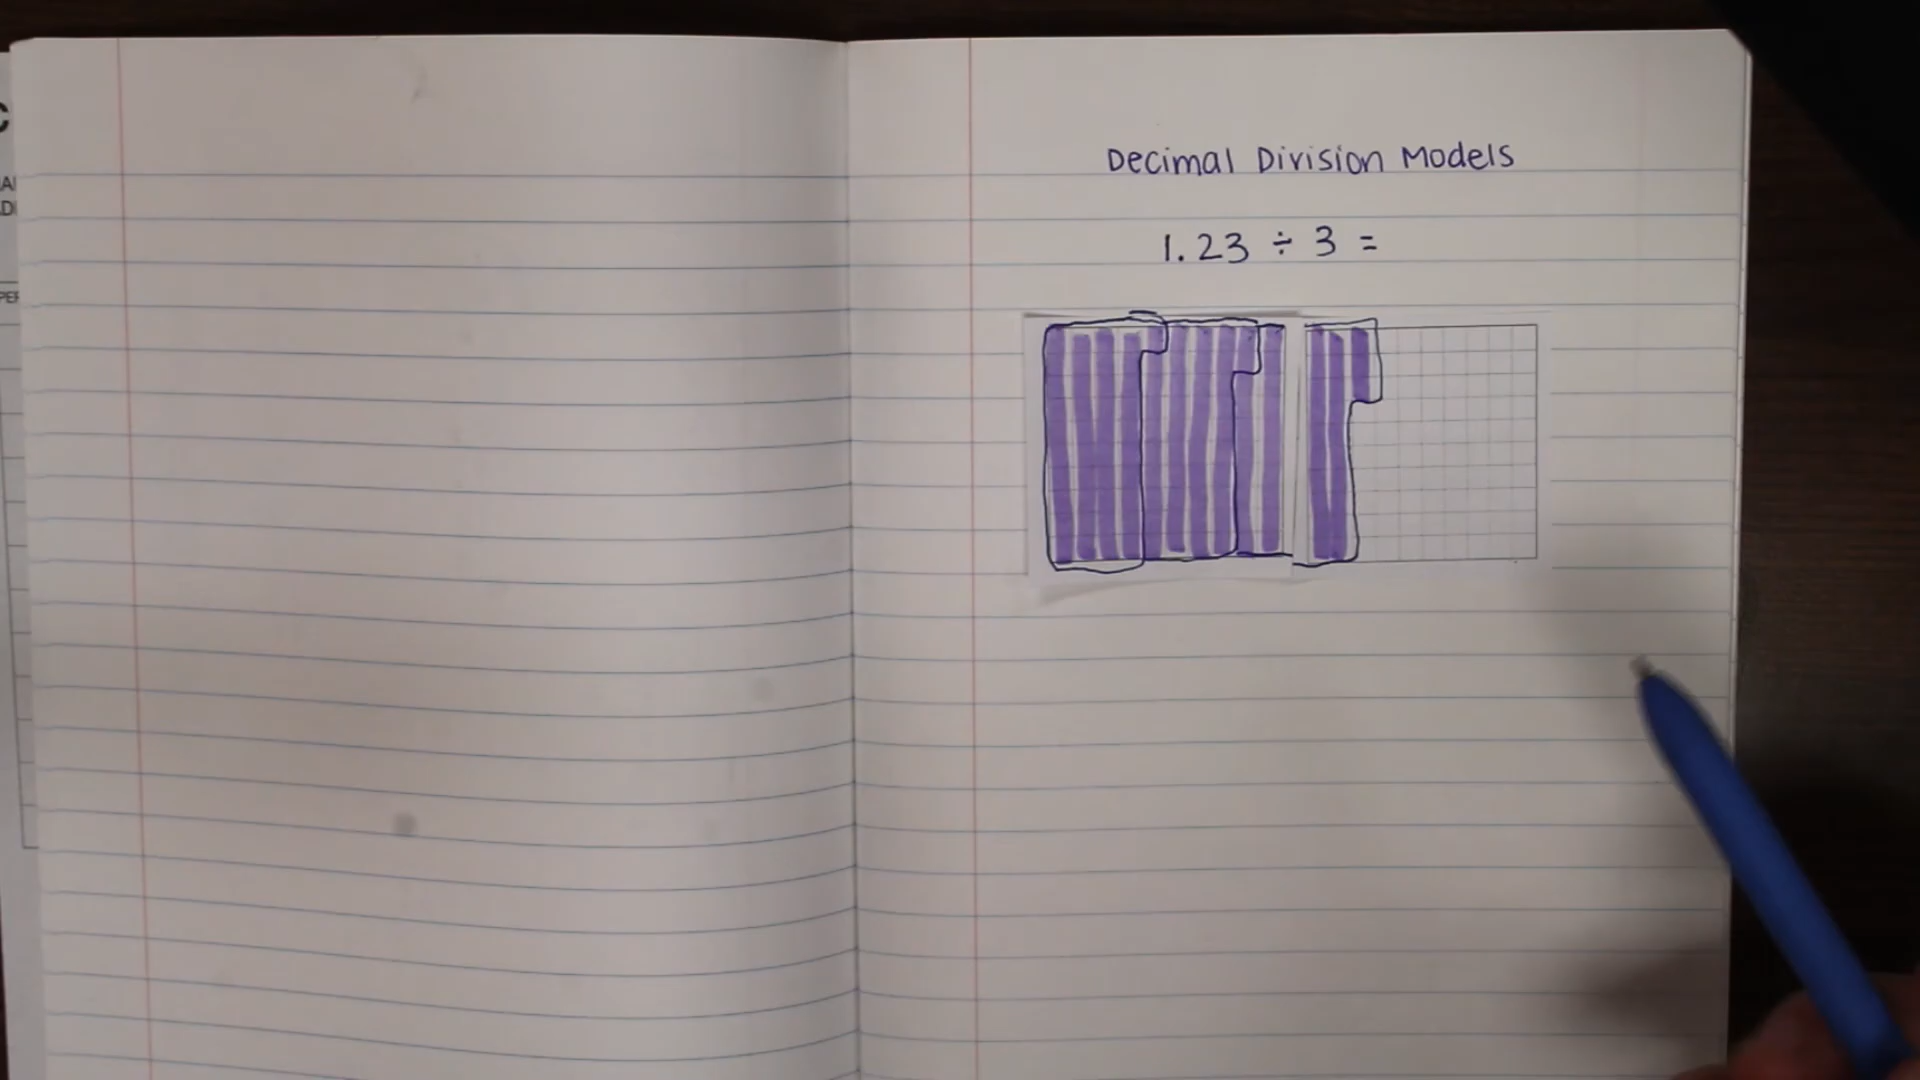 Decimal Division Models
1.23 ÷ 3 =